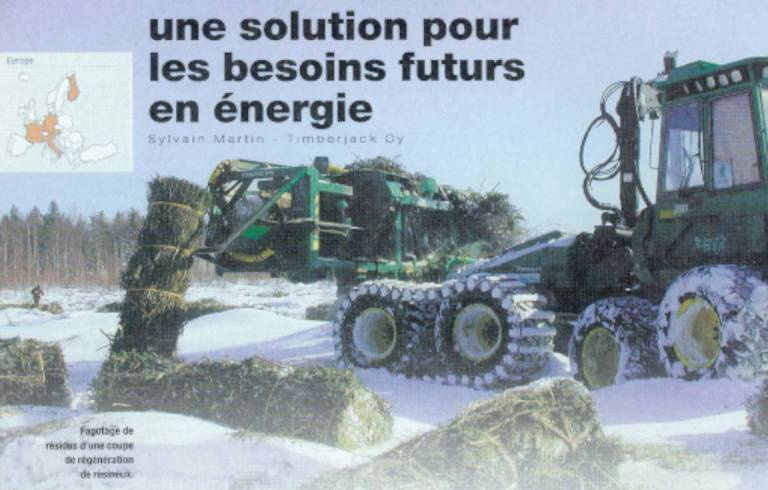 Europe
une solution pour
les besoins futurs
en énergie
Sylvain Martin - Timberjack Oy
Fagotage de
résidus d'une coupe
de régénération
de résineux.